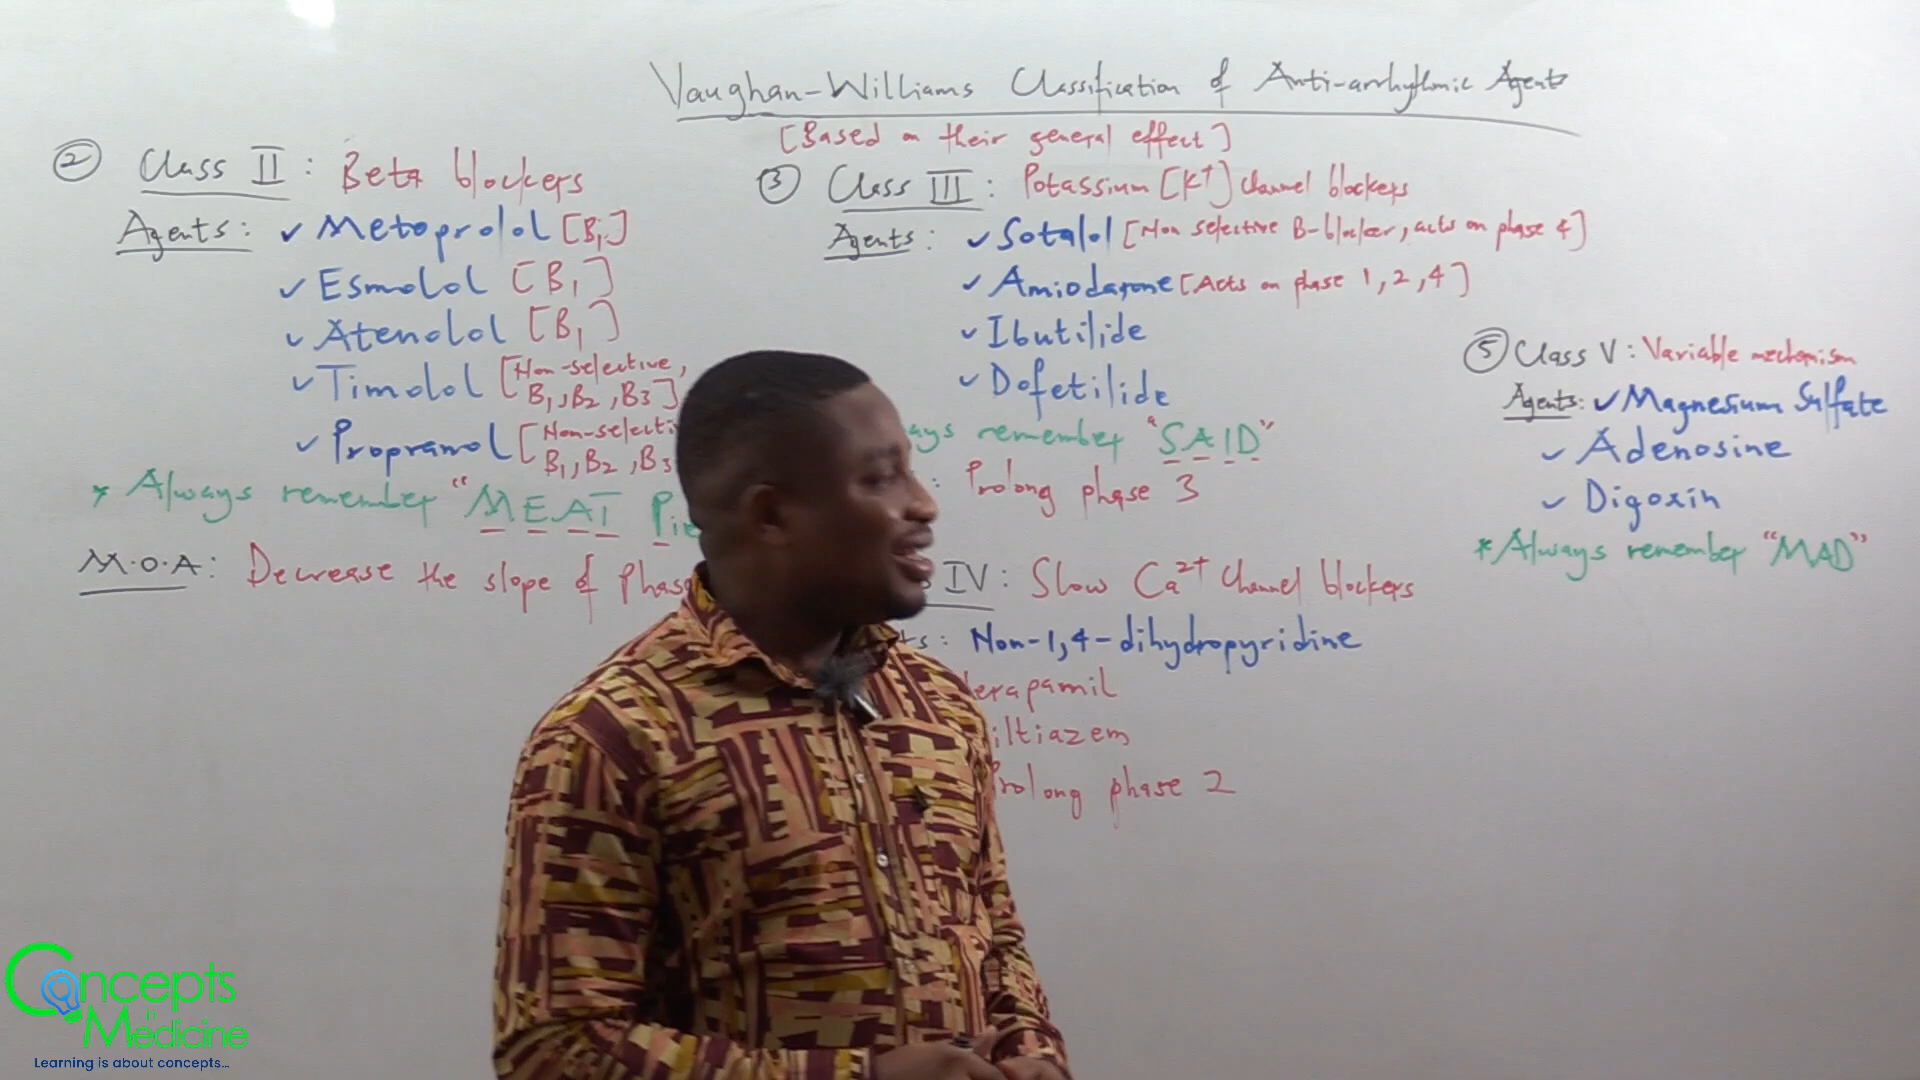 Vaughan-Williams Classification of Anti-arrhythmic Agents
[Based on their general effect]
② Class II : Beta blockers
Agents: ✓ Metoprolol [B₁]
✓ Esmolol [B₁]
✓ Atenolol [B₁]
✓ Timolol [Non-selective,
B₁, B₂, B3]
✓ Propranol [Non-selecti
B₁, B₂, B3
* Always remember "MEAT Pie
M.O.A: Decrease the slope of Phas
③ Class III : Potassium [K⁺] channel blockers
Agents: ✓ Sotalol [Non selective B-blocker, acts on phase 4]
✓ Amiodarone [Acts on phase 1, 2, 4]
✓ Ibutilide
✓ Dofetilide
ays remember "SAID"
: Prolong phase 3
IV : Slow Ca²⁺ channel blockers
ts: Non-1,4-dihydropyridine
erapamil
iltiazem
Prolong phase 2
⑤ Class V : Variable mechanism
Agents: ✓ Magnesium Sulfate
✓ Adenosine
✓ Digoxin
* Always remember "MAD"
Concepts
in
Medicine
Learning is about concepts...